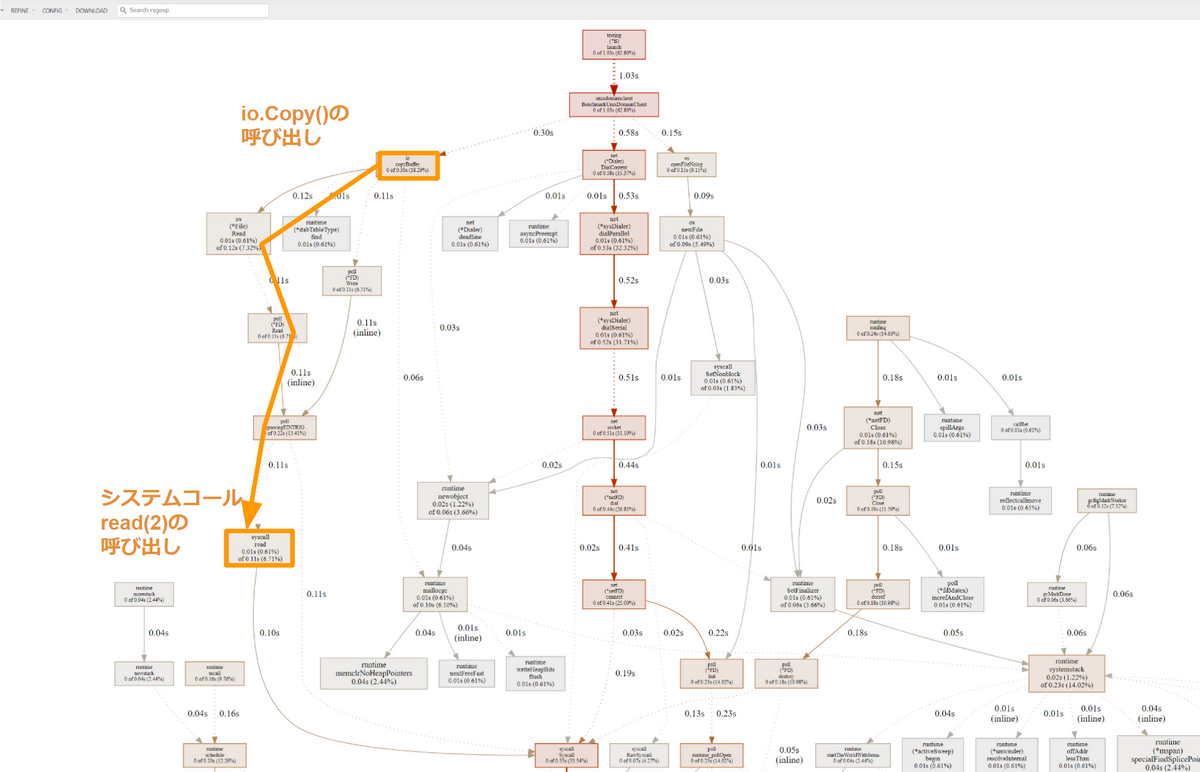 REFINE
CONFIG
DOWNLOAD
Search regexp
testing
(*B)
launch
0 of 1.03s (62.80%)
1.03s
BenchmarkUnixDomainClient
0 of 1.03s (62.80%)
io.Copy()の
呼び出し
0.30s
0.58s
0.15s
io
copyBuffer
0 of 0.30s (18.29%)
net
(*Dialer)
DialContext
0 of 0.58s (35.37%)
os
openFileNolog
0 of 0.15s (9.15%)
0.12s
0.01s
0.11s
0.01s
0.01s
0.53s
0.09s
os
(*File)
Read
0.01s (0.61%)
of 0.12s (7.32%)
runtime
(*itabTableType)
find
0.01s (0.61%)
net
(*Dialer)
deadline
0.01s (0.61%)
runtime
asyncPreempt
0.01s (0.61%)
net
(*sysDialer)
dialParallel
0.01s (0.61%)
of 0.53s (32.32%)
os
newFile
0.01s (0.61%)
of 0.09s (5.49%)
poll
(*FD)
Write
0 of 0.11s (6.71%)
0.11s
0.52s
0.03s
poll
(*FD)
Read
0 of 0.11s (6.71%)
0.11s
(inline)
0.03s
net
(*sysDialer)
dialSerial
0.01s (0.61%)
of 0.52s (31.71%)
runtime
0 of 0.24s (14.63%)
0.11s
(inline)
0.06s
0.51s
0.01s
syscall
SetNonblock
0.01s (0.61%)
of 0.03s (1.83%)
0.18s
0.01s
0.01s
poll
ignoringEINTRIO
0 of 0.22s (13.41%)
net
socket
0 of 0.51s (31.10%)
0.03s
net
(*netFD)
Close
0.01s (0.61%)
of 0.18s (10.98%)
runtime
spillArgs
0.01s (0.61%)
callRet
0 of 0.01s (0.61%)
0.11s
0.02s
0.44s
0.01s
0.15s
0.01s
システムコール
read(2)の
呼び出し
runtime
newobject
0.02s (1.22%)
of 0.06s (3.66%)
net
(*netFD)
dial
0 of 0.44s (26.83%)
0.02s
poll
(*FD)
Close
0 of 0.19s (11.59%)
runtime
reflectcallmove
0.01s (0.61%)
runtime
gcBgMarkWorker
0 of 0.12s (7.32%)
syscall
read
0.01s (0.61%)
of 0.11s (6.71%)
0.04s
0.02s
0.41s
0.01s
0.18s
0.01s
0.06s
runtime
morestack
0 of 0.04s (2.44%)
0.11s
runtime
mallocgc
0.01s (0.61%)
of 0.10s (6.10%)
net
(*netFD)
connect
0 of 0.41s (25.00%)
runtime
SetFinalizer
0.01s (0.61%)
of 0.06s (3.66%)
poll
(*FD)
decref
0 of 0.18s (10.98%)
poll
(*fdMutex)
increfAndClose
0.01s (0.61%)
runtime
gcMarkDone
0 of 0.06s (3.66%)
0.06s
0.04s
0.10s
0.04s
0.01s
(inline)
0.01s
0.03s
0.02s
0.22s
0.18s
0.05s
0.06s
runtime
newstack
0 of 0.04s (2.44%)
runtime
mcall
0 of 0.16s (9.76%)
runtime
memclrNoHeapPointers
0.04s (2.44%)
runtime
nextFreeFast
0.01s (0.61%)
runtime
writeHeapBits
flush
0.01s (0.61%)
0.19s
poll
(*FD)
Init
0 of 0.23s (14.02%)
poll
(*FD)
destroy
0 of 0.18s (10.98%)
runtime
systemstack
0.02s (1.22%)
of 0.23s (14.02%)
0.04s
0.16s
0.13s
0.23s
0.04s
0.01s
(inline)
0.01s
0.01s
(inline)
0.04s
(inline)
runtime
schedule
0 of 0.20s (12.20%)
syscall
Syscall
0 of 0.55s (33.54%)
syscall
RawSyscall
0 of 0.07s (4.27%)
runtime_pollOpen
0 of 0.23s (14.02%)
0.05s
(inline)
runtime
startTheWorldWithSema
0 of 0.04s (2.44%)
runtime
(*activeSweep)
begin
0.01s (0.61%)
runtime
(*unwinder)
resolveInternal
0.01s (0.61%)
runtime
offAddr
lessThan
0.01s (0.61%)
runtime
(*mspan)
0.04s (2.44%)